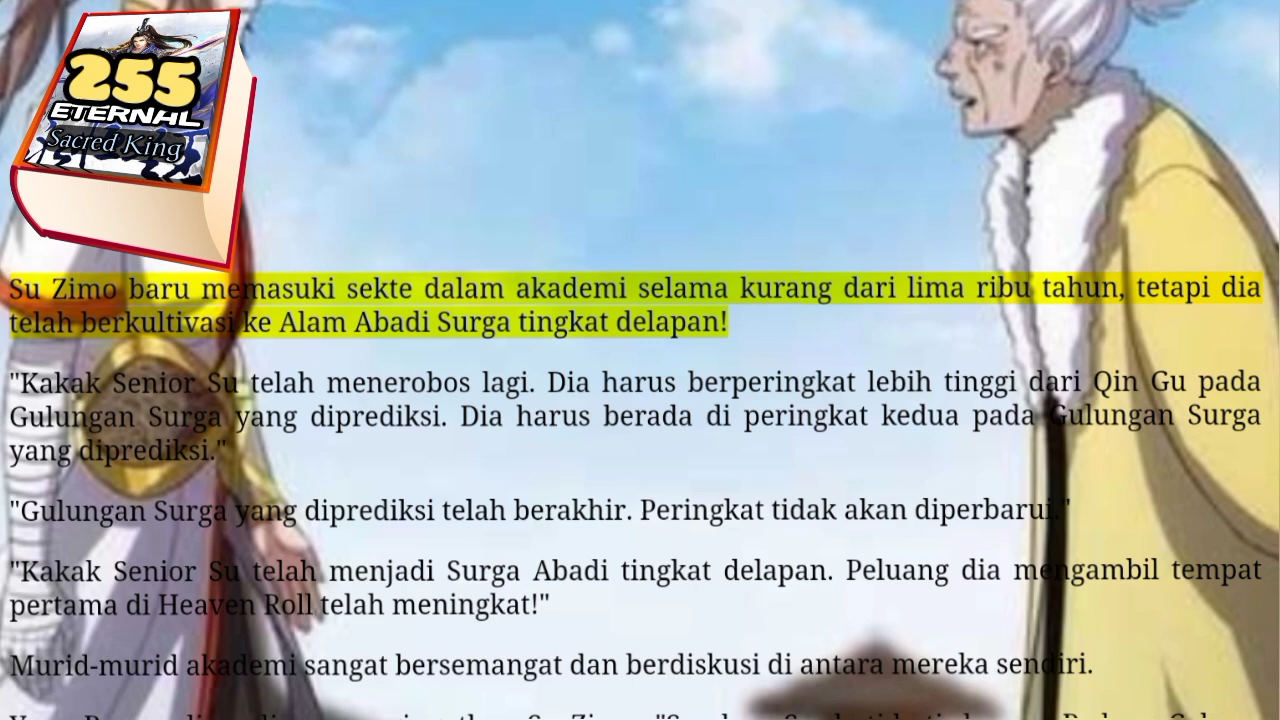 255
ETERNAL
Sacred King
Su Zimo baru memasuki sekte dalam akademi selama kurang dari lima ribu tahun, tetapi dia
telah berkultivasi ke Alam Abadi Surga tingkat delapan!
"Kakak Senior Su telah menerobos lagi. Dia harus berperingkat lebih tinggi dari Qin Gu pada
Gulungan Surga yang diprediksi. Dia harus berada di peringkat kedua pada Gulungan Surga
yang diprediksi."
"Gulungan Surga yang diprediksi telah berakhir. Peringkat tidak akan diperbarui."
"Kakak Senior Su telah menjadi Surga Abadi tingkat delapan. Peluang dia mengambil tempat
pertama di Heaven Roll telah meningkat!"
Murid-murid akademi sangat bersemangat dan berdiskusi di antara mereka sendiri.